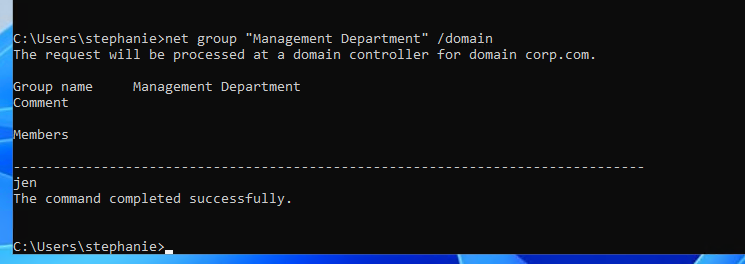 C:\Users\stephanie>net group "Management Department" /domain
The request will be processed at a domain controller for domain corp.com.
Group name     Management Department
Comment
Members
-------------------------------------------------------------------------------
jen
The command completed successfully.
C:\Users\stephanie>